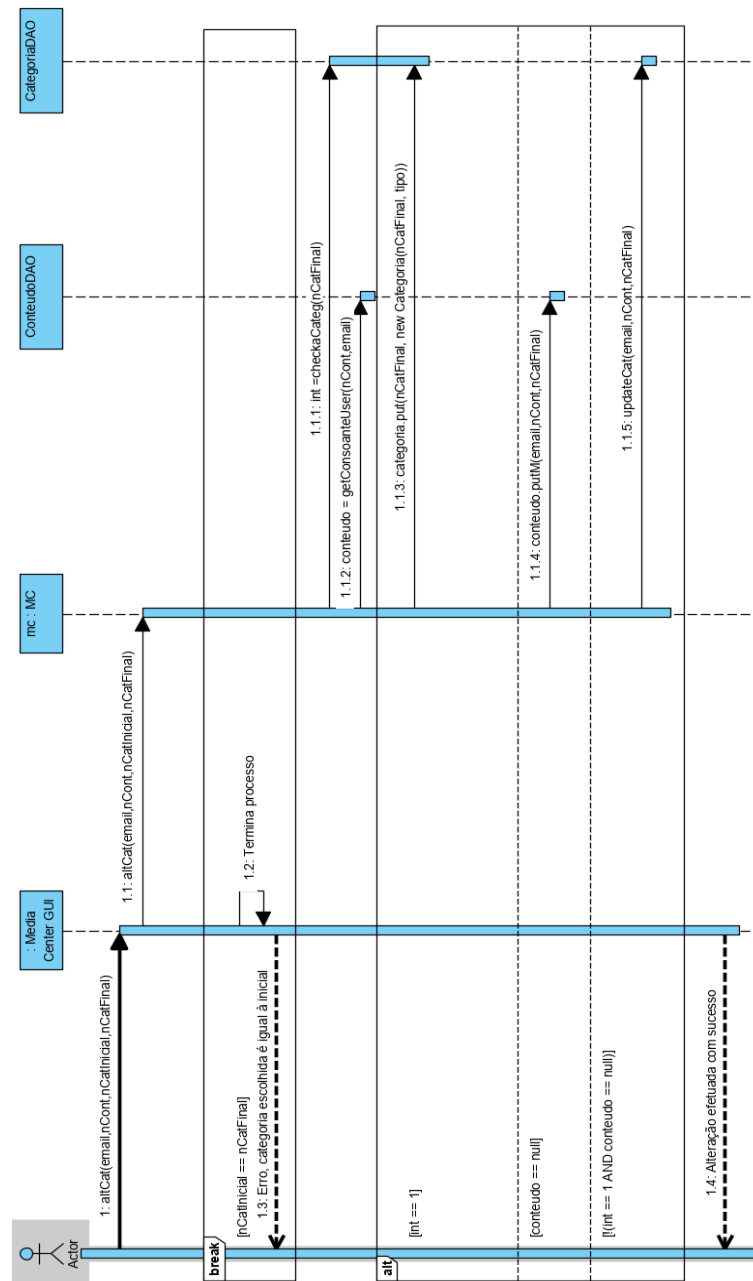 Actor
: Media
Center GUI
mc : MC
ConteudoDAO
CategoriaDAO
1: altCat(email,nCont,nCatInicial,nCatFinal)
1.1: altCat(email,nCont,nCatInicial,nCatFinal)
break
[nCatInicial == nCatFinal]
1.2: Termina processo
1.3: Erro, categoria escolhida é igual à inicial
1.1.1: int =checkaCateg(nCatFinal)
1.1.2: conteudo = getConsoanteUser(nCont,email)
alt
[int == 1]
1.1.3: categoria.put(nCatFinal, new Categoria(nCatFinal, tipo))
[conteudo == null]
1.1.4: conteudo.putM(email,nCont,nCatFinal)
[!(int == 1 AND conteudo == null)]
1.1.5: updateCat(email,nCont,nCatFinal)
1.4: Alteração efetuada com sucesso